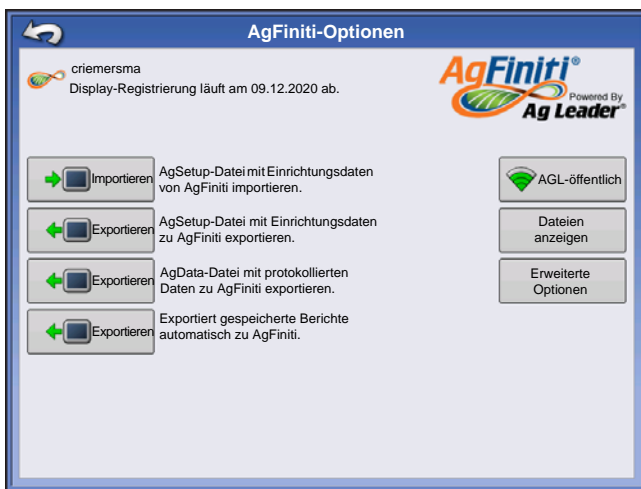 AgFiniti-Optionen
criemersma
Display-Registrierung läuft am 09.12.2020 ab.
AgFiniti®
Powered By
Ag Leader®
Importieren
AgSetup-Datei mit Einrichtungsdaten
von AgFiniti importieren.
AGL-öffentlich
Exportieren
AgSetup-Datei mit Einrichtungsdaten
zu AgFiniti exportieren.
Dateien
anzeigen
Exportieren
AgData-Datei mit protokollierten
Daten zu AgFiniti exportieren.
Erweiterte
Optionen
Exportieren
Exportiert gespeicherte Berichte
automatisch zu AgFiniti.